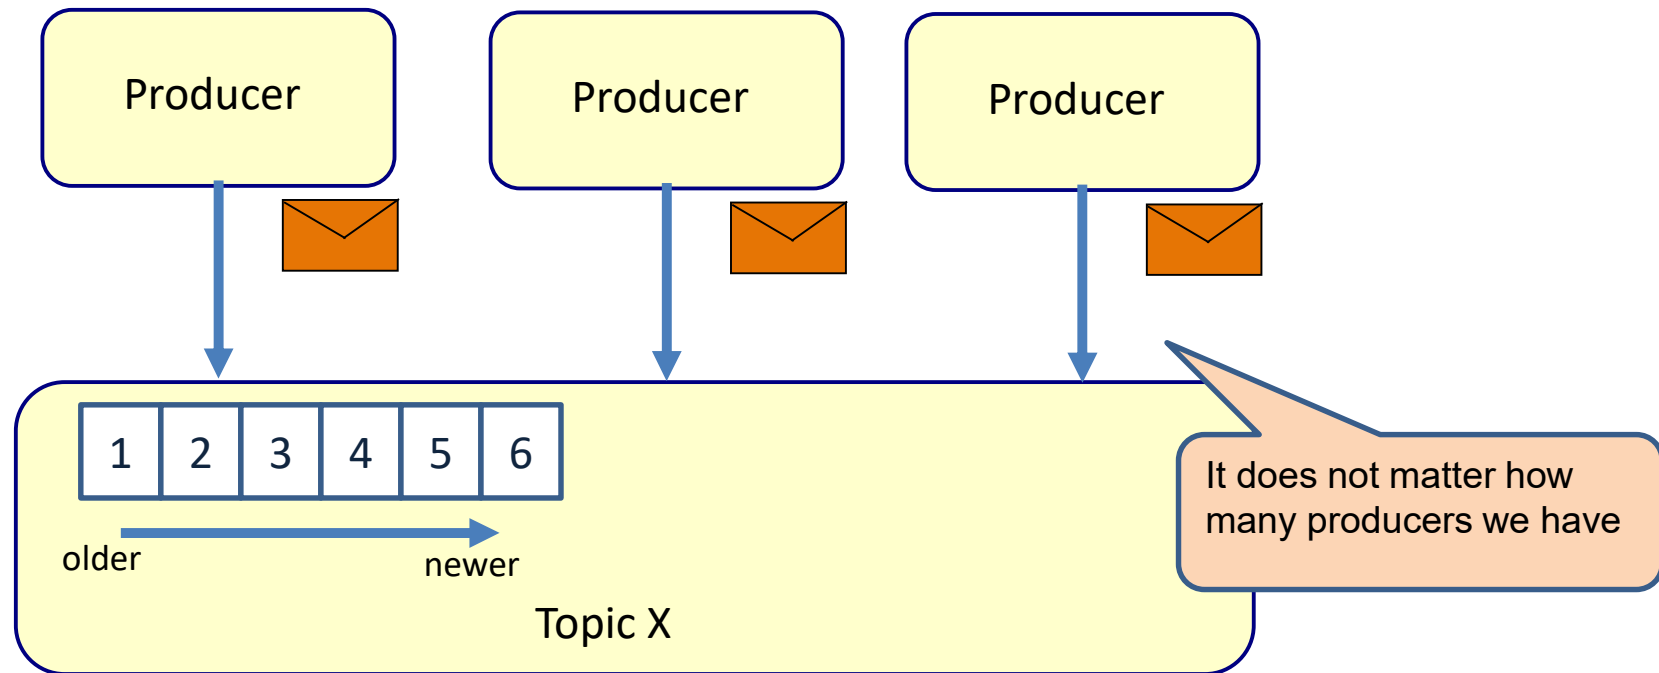 Producer
Producer
Producer
1 2 3 4 5 6
older
newer
Topic X
It does not matter how
many producers we have